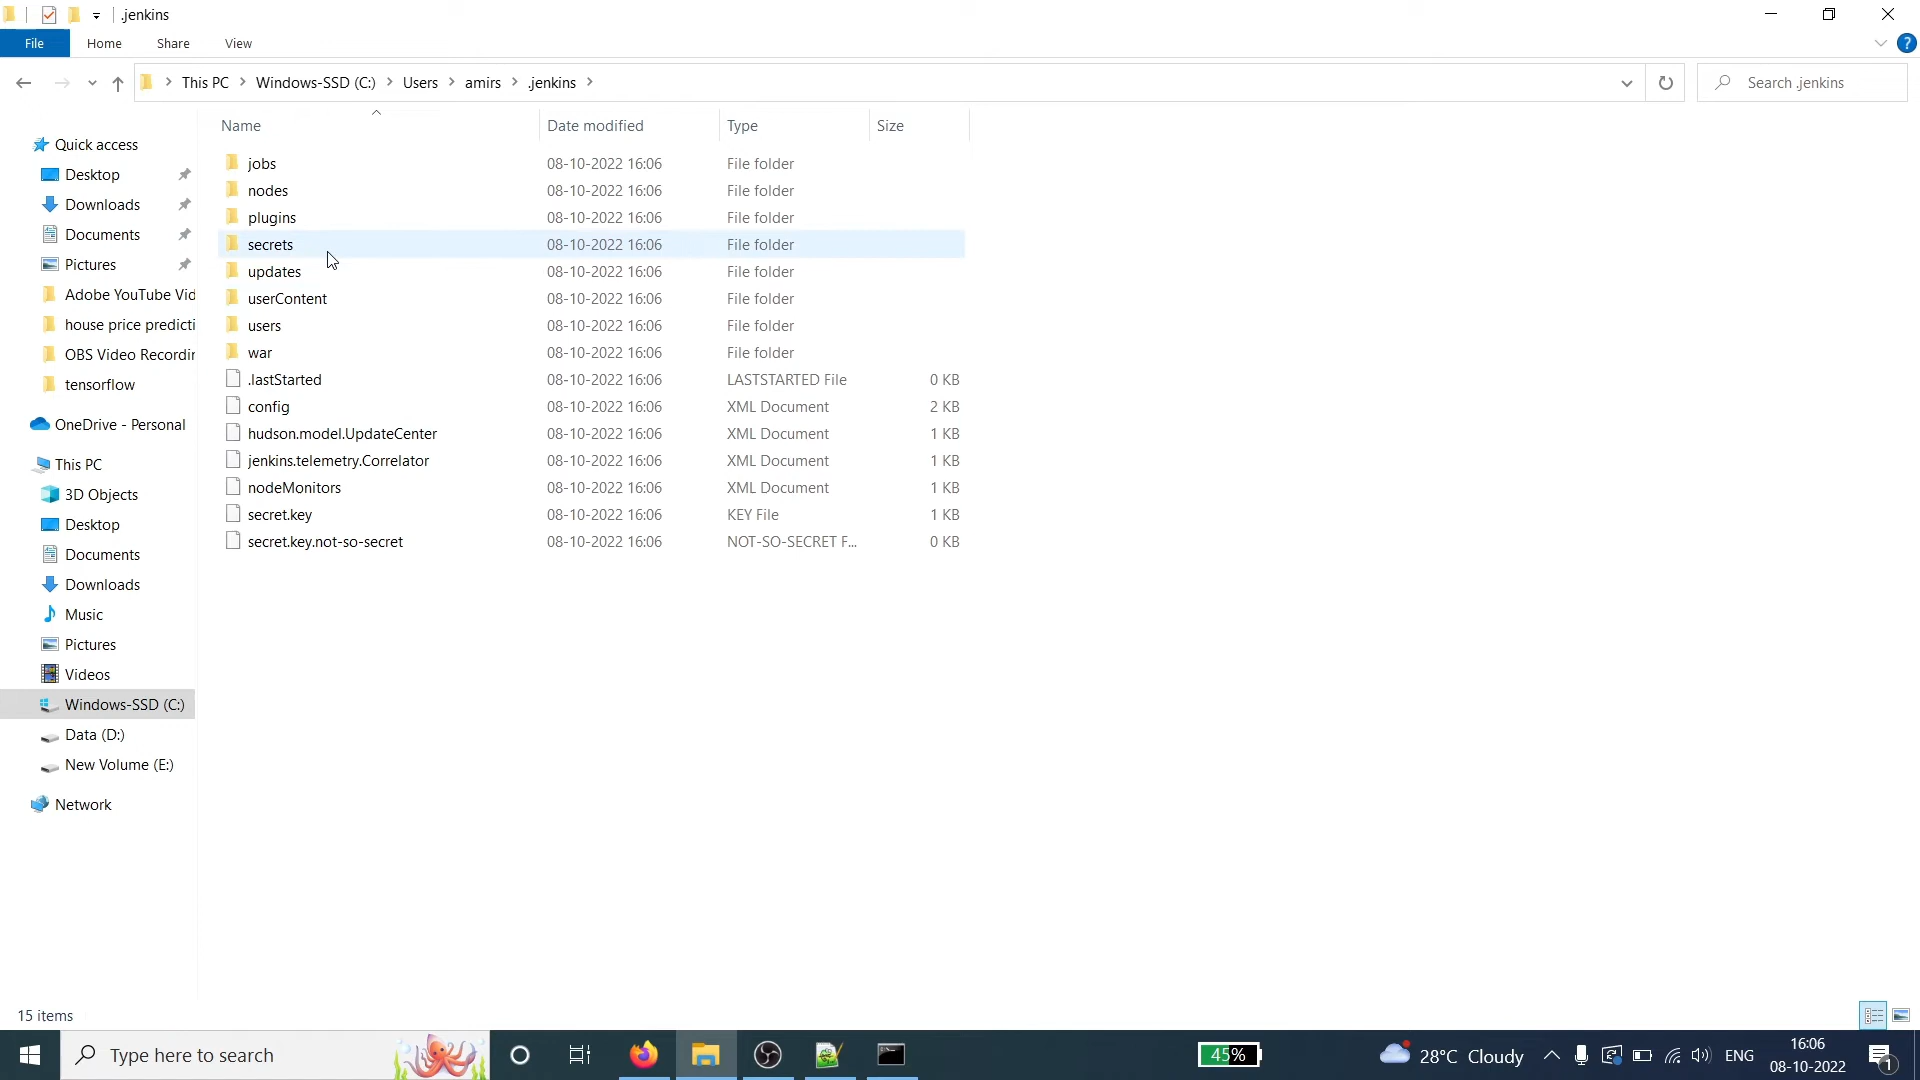 .jenkins
File Home Share View
This PC Windows-SSD (C:) Users amirs .jenkins
Search .jenkins
Name Date modified Type Size
Quick access
Desktop
Downloads
Documents
Pictures
Adobe YouTube Vid
house price predicti
OBS Video Recordin
tensorflow
OneDrive - Personal
This PC
3D Objects
Desktop
Documents
Downloads
Music
Pictures
Videos
Windows-SSD (C:)
Data (D:)
New Volume (E:)
Network
jobs 08-10-2022 16:06 File folder
nodes 08-10-2022 16:06 File folder
plugins 08-10-2022 16:06 File folder
secrets 08-10-2022 16:06 File folder
updates 08-10-2022 16:06 File folder
userContent 08-10-2022 16:06 File folder
users 08-10-2022 16:06 File folder
war 08-10-2022 16:06 File folder
.lastStarted 08-10-2022 16:06 LASTSTARTED File 0 KB
config 08-10-2022 16:06 XML Document 2 KB
hudson.model.UpdateCenter 08-10-2022 16:06 XML Document 1 KB
jenkins.telemetry.Correlator 08-10-2022 16:06 XML Document 1 KB
nodeMonitors 08-10-2022 16:06 XML Document 1 KB
secret.key 08-10-2022 16:06 KEY File 1 KB
secret.key.not-so-secret 08-10-2022 16:06 NOT-SO-SECRET F... 0 KB
15 items
Type here to search
45%
28°C Cloudy
ENG
16:06
08-10-2022
1